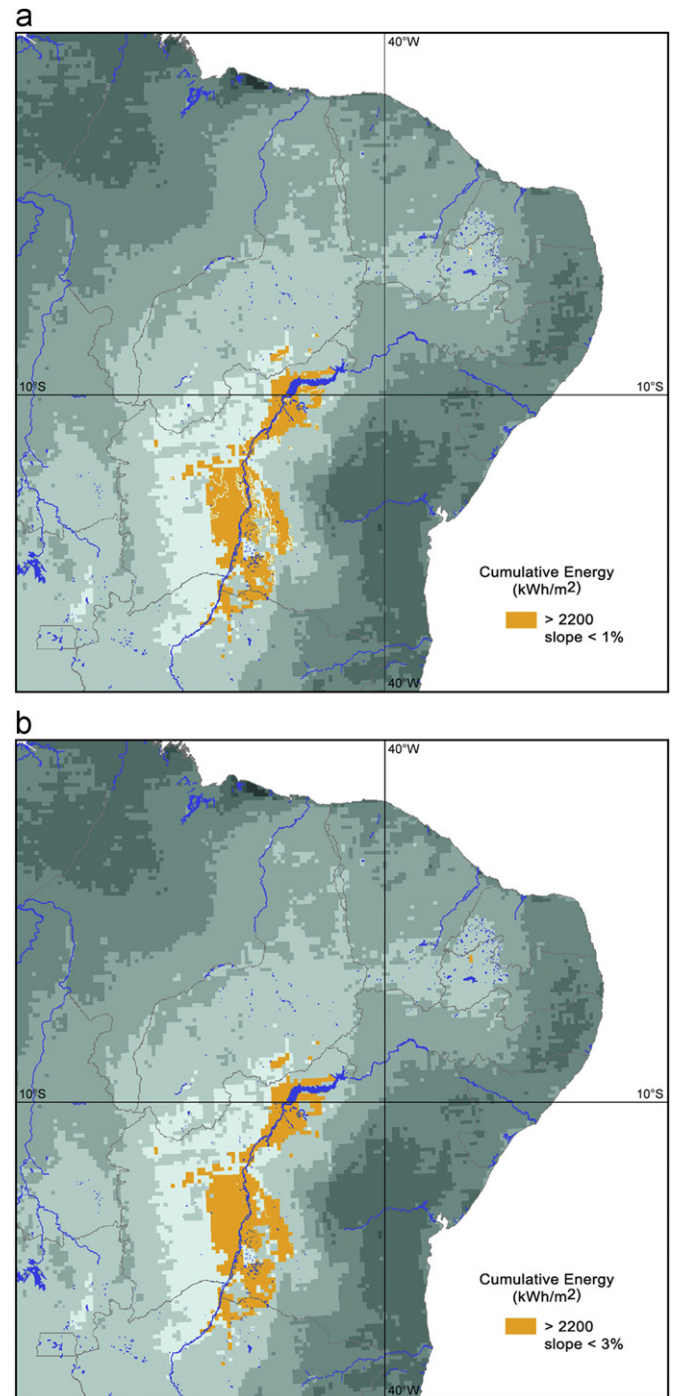 a
40°W
10°S
10°S
Cumulative Energy
(kWh/m2)
> 2200
slope < 1%
40°W
b
40°W
10°S
10°S
Cumulative Energy
(kWh/m2)
> 2200
slope < 3%
40°W